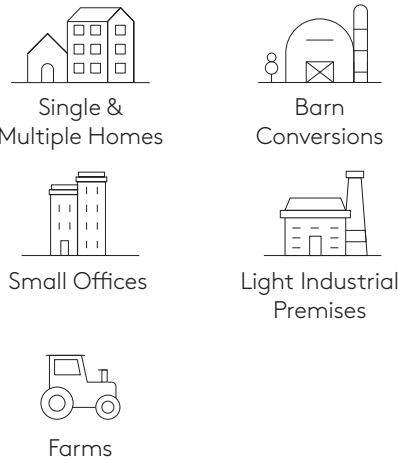 Single &
Multiple Homes
Barn
Conversions
Small Offices
Light Industrial
Premises
Farms